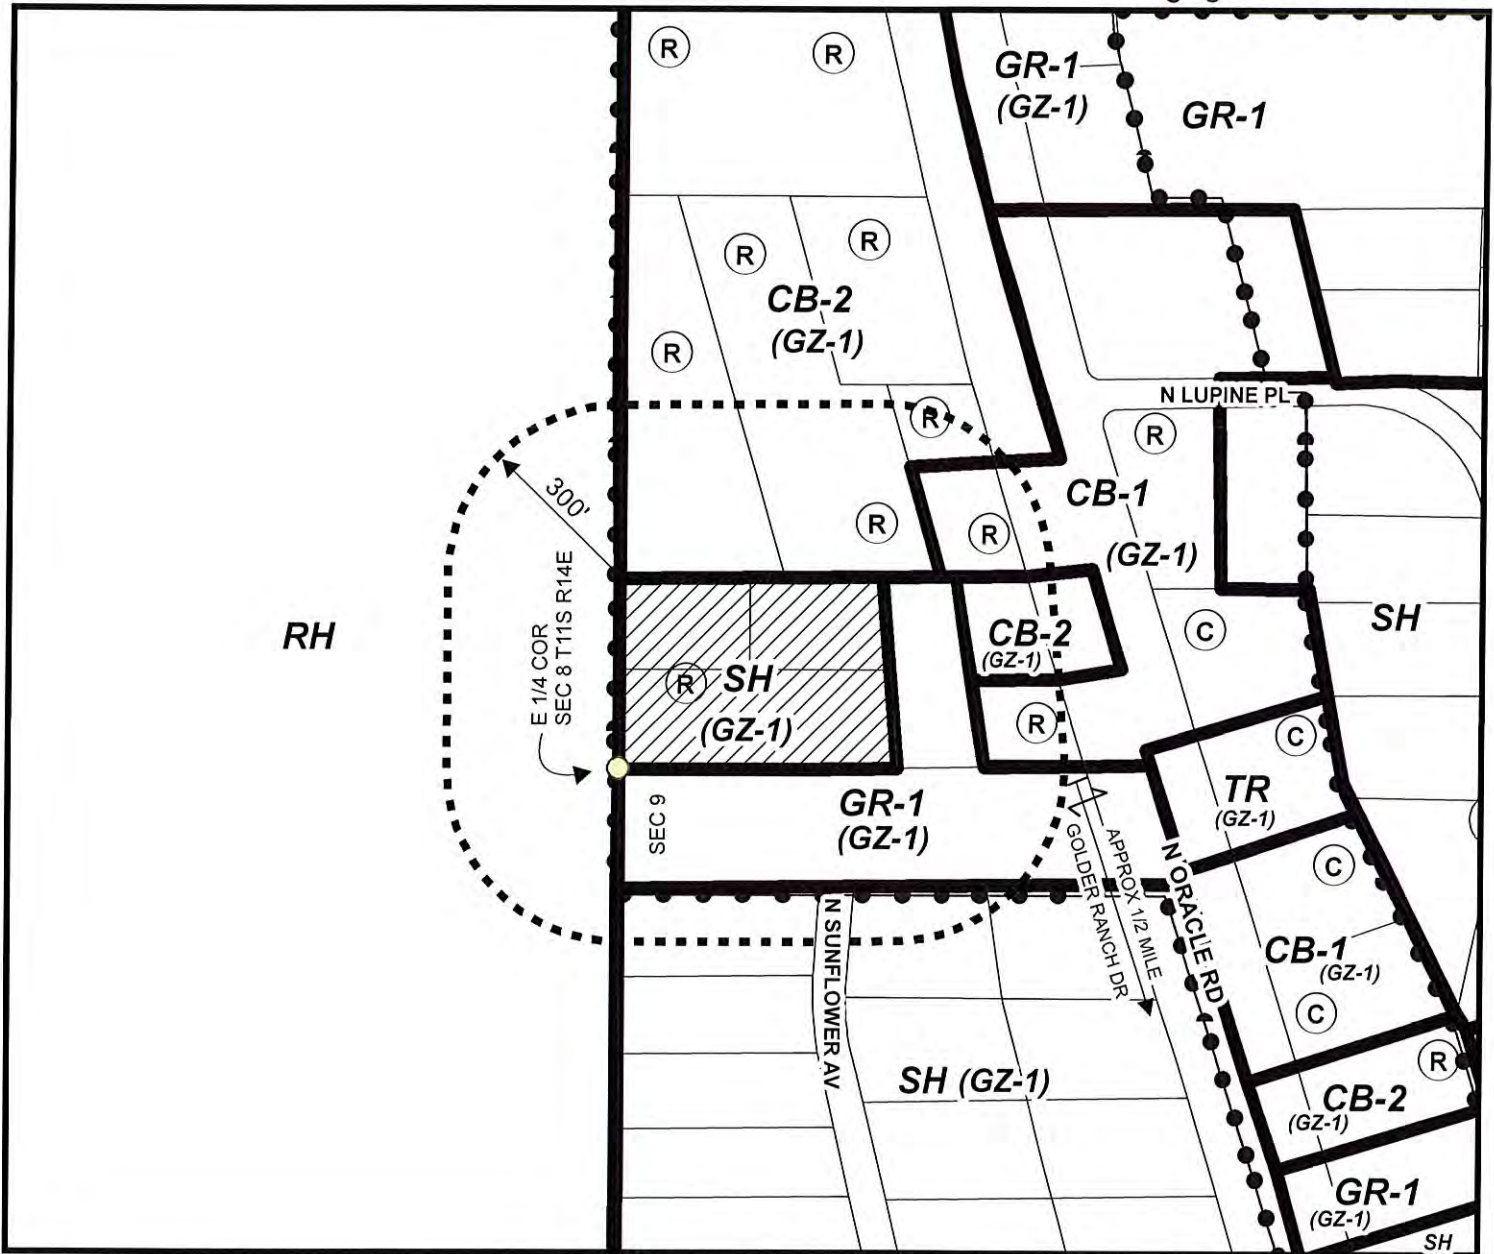 R
R
GR-1
(GZ-1)
GR-1
R
R
CB-2
(GZ-1)
R
N LUPINE PL
R
R
300'
CB-1
R
R
(GZ-1)
E 1/4 COR
SEC 8 T11S R14E
RH
CB-2
(GZ-1)
C
SH
R
SH
(GZ-1)
R
C
SEC 9
GR-1
(GZ-1)
TR
(GZ-1)
APPROX 1/2 MILE
GOLDER RANCH DR
N ORACLE RD
C
N SUNFLOWER AV
CB-1
(GZ-1)
C
SH (GZ-1)
R
CB-2
(GZ-1)
GR-1
(GZ-1)
SH